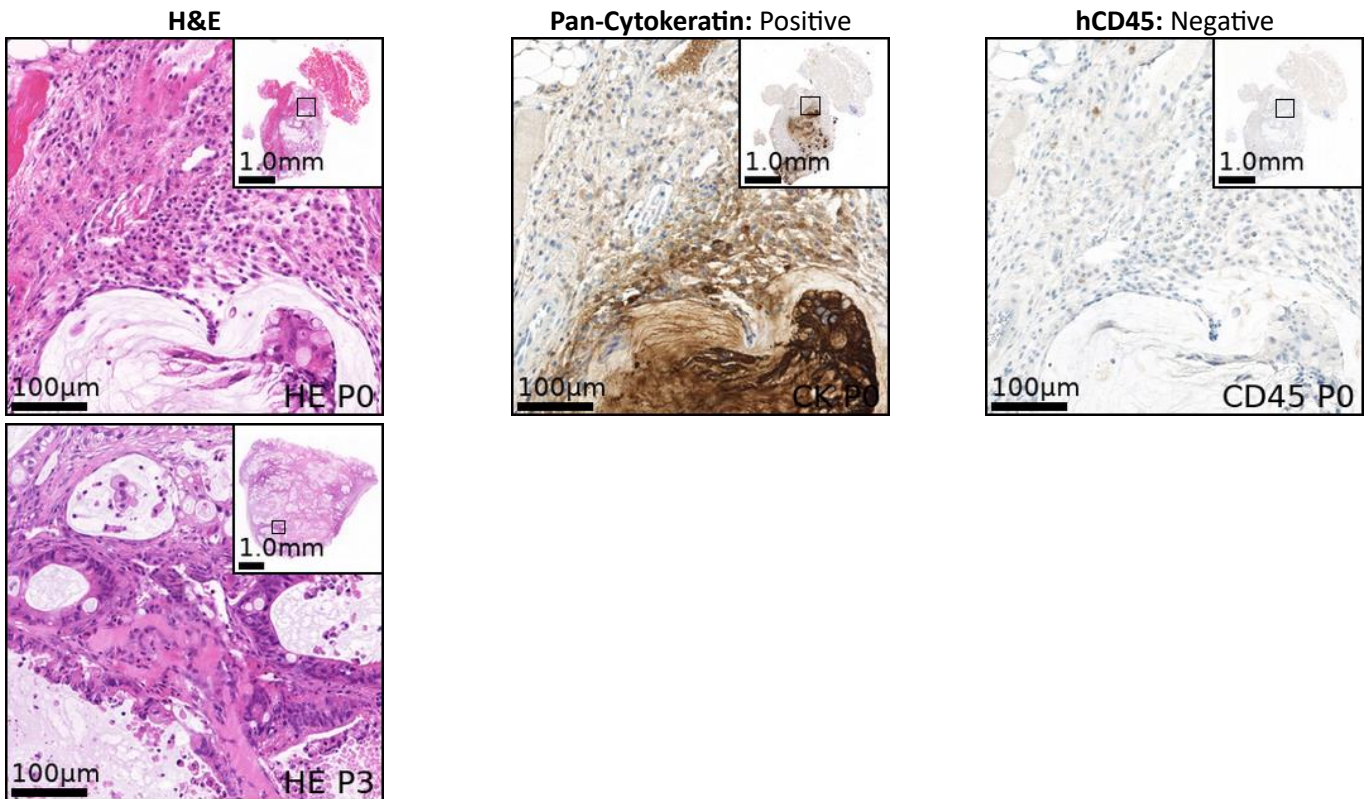 H&E
Pan-Cytokeratin: Positive
hCD45: Negative
1.0mm
100µm
HE P0
1.0mm
100µm
CK P0
1.0mm
100µm
CD45 P0
1.0mm
100µm
HE P3